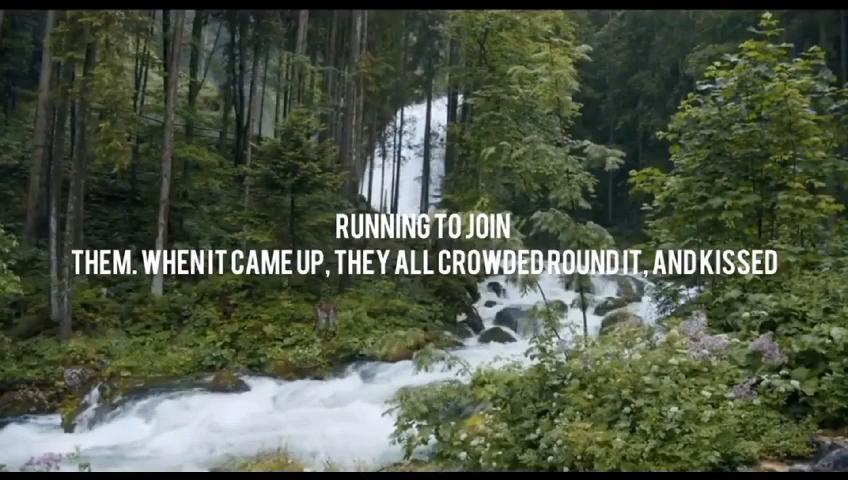 RUNNING TO JOIN
THEM. WHEN IT CAME UP, THEY ALL CROWDED ROUND IT, AND KISSED